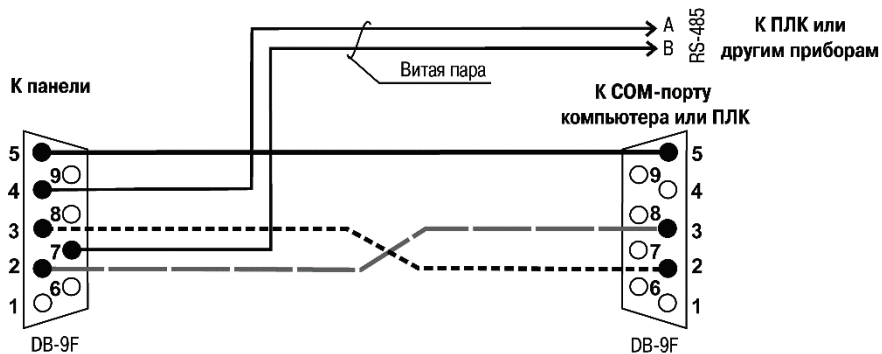 A
B
RS-485
К ПЛК или
другим приборам
Витая пара
К панели
К COM-порту
компьютера или ПЛК
5
9
4
8
3
7
2
6
1
DB-9F
5
9
4
8
3
7
2
6
1
DB-9F